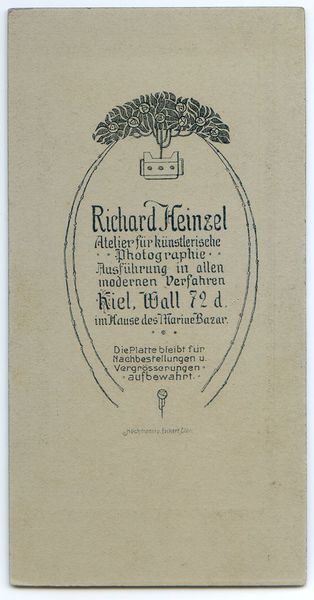 Richard Heinzel
Atelier für künstlerische
Photographie
Ausführung in allen
modernen Verfahren
Kiel, Wall 72 d.
im Hause des Marine Bazar.
Die Platte bleibt für
Nachbestellungen u.
Vergrösserungen
aufbewahrt.